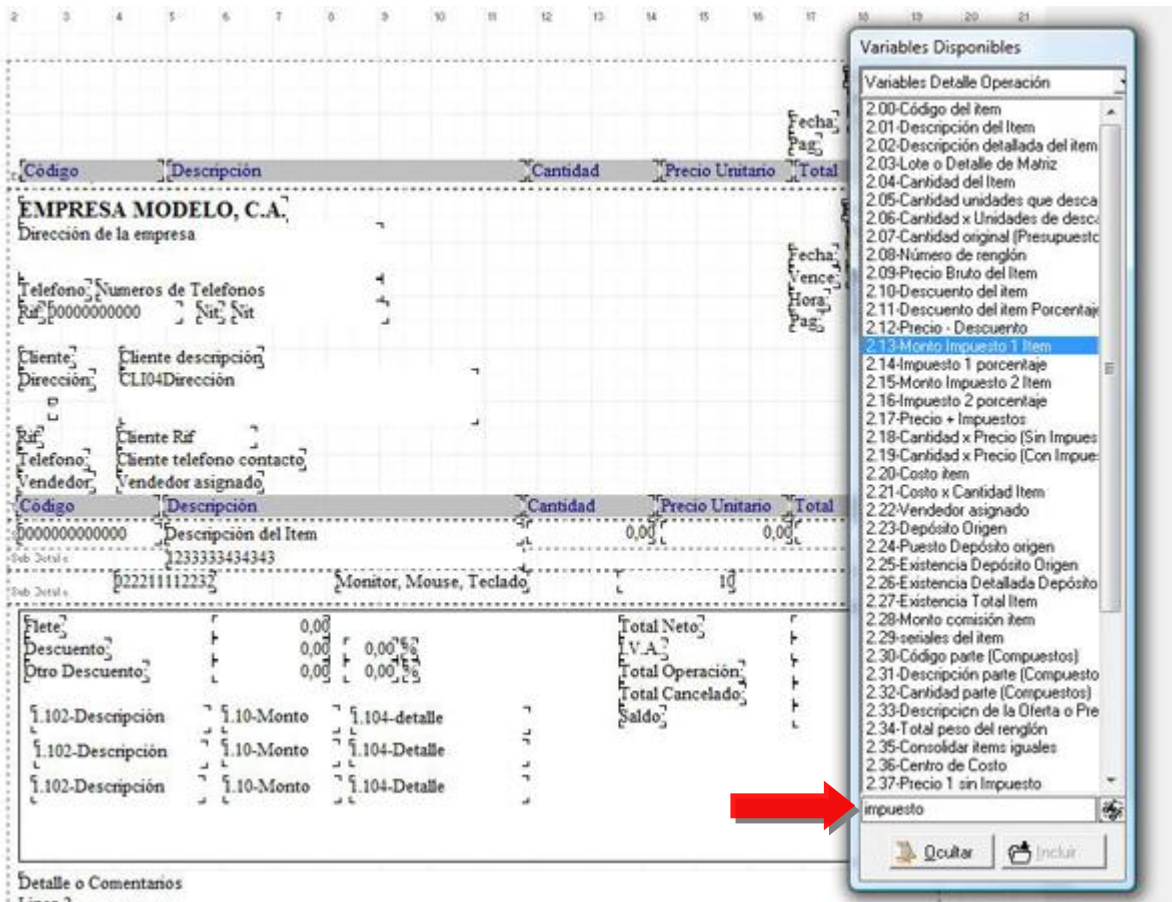 2 3 4 5 6 7 8 9 10 11 12 13 14 15 16 17 18 19 20 21
Fecha:
Pag:
Código Descripción Cantidad Precio Unitario Total
EMPRESA MODELO, C.A.
Dirección de la empresa
Fecha:
Telefono: Numeros de Telefonos Vence:
Rif: 00000000000 Nit: Nit Hora:
Pag:
Cliente: Cliente descripción
Dirección: CLI04Dirección
Rif: Cliente Rif
Telefono: Cliente telefono contacto
Vendedor: Vendedor asignado
Código Descripción Cantidad Precio Unitario Total
0000000000000 Descripción del Item 0,00 0,00
Sub Detalle 1233333434343
Sub Detalle 022211112232 Monitor, Mouse, Teclado 10
Flete: 0,00 Total Neto:
Descuento: 0,00 0,00 % I.V.A.:
Otro Descuento: 0,00 0,00 % Total Operación:
Total Cancelado:
1.102-Descripción 1.10-Monto 1.104-detalle Saldo:
1.102-Descripción 1.10-Monto 1.104-Detalle
1.102-Descripción 1.10-Monto 1.104-Detalle
Detalle o Comentarios
Linea 2
Variables Disponibles
Variables Detalle Operación
2.00-Código del item
2.01-Descripción del Item
2.02-Descripción detallada del item
2.03-Lote o Detalle de Matriz
2.04-Cantidad del Item
2.05-Cantidad unidades que desca
2.06-Cantidad x Unidades de desca
2.07-Cantidad original (Presupuesto
2.08-Número de renglón
2.09-Precio Bruto del Item
2.10-Descuento del item
2.11-Descuento del item Porcentaje
2.12-Precio - Descuento
2.13-Monto Impuesto 1 Item
2.14-Impuesto 1 porcentaje
2.15-Monto Impuesto 2 Item
2.16-Impuesto 2 porcentaje
2.17-Precio + Impuestos
2.18-Cantidad x Precio (Sin Impues
2.19-Cantidad x Precio (Con Impue
2.20-Costo item
2.21-Costo x Cantidad Item
2.22-Vendedor asignado
2.23-Depósito Origen
2.24-Puesto Depósito origen
2.25-Existencia Depósito Origen
2.26-Existencia Detallada Depósito
2.27-Existencia Total Item
2.28-Monto comisión item
2.29-seriales del item
2.30-Código parte (Compuestos)
2.31-Descripción parte (Compuesto
2.32-Cantidad parte (Compuestos)
2.33-Descripción de la Oferta o Pre
2.34-Total peso del renglón
2.35-Consolidar items iguales
2.36-Centro de Costo
2.37-Precio 1 sin Impuesto
impuesto
Ocultar Incluir